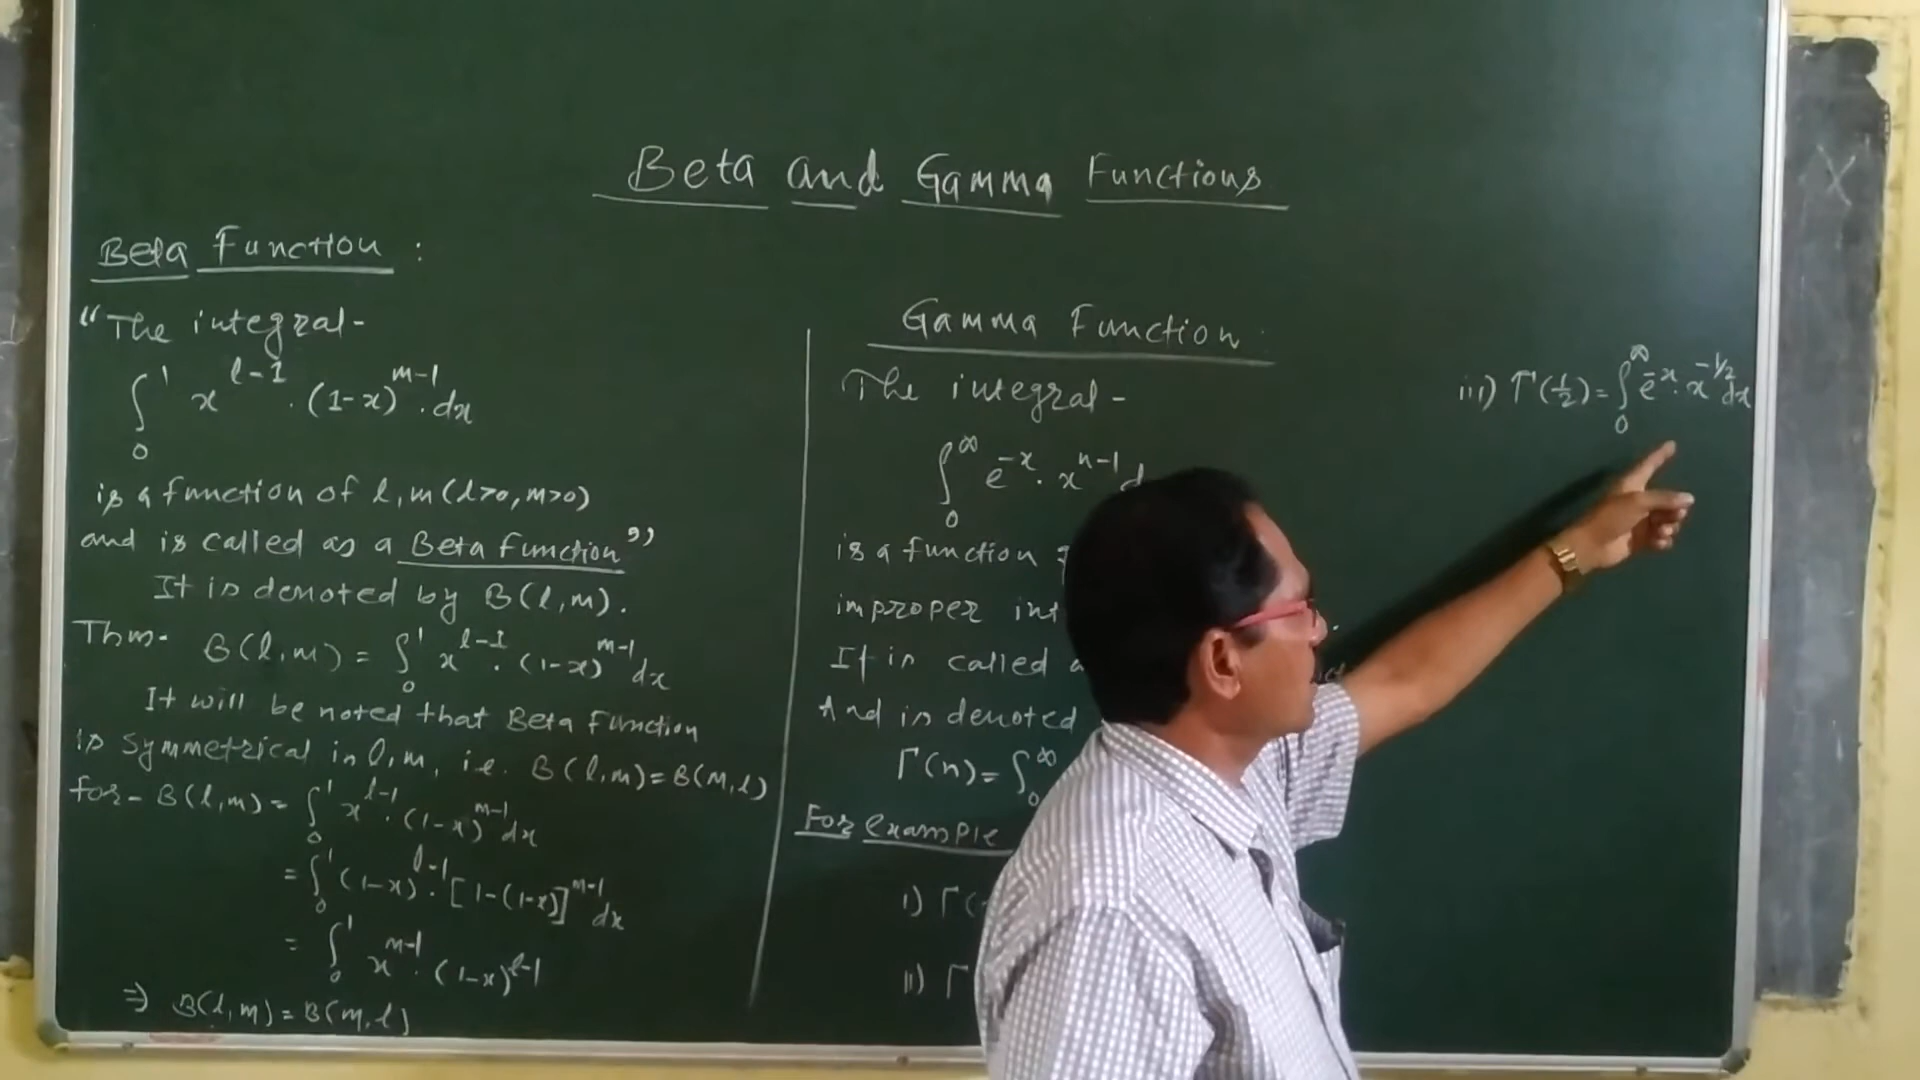 Beta and Gamma Functions
Beta Function :
"The integral-
∫₀¹ x^(l-1) · (1-x)^(m-1) · dx
is a function of l, m (l>0, m>0)
and is called as a Beta Function"
It is denoted by B(l,m).
Thus- B(l,m) = ∫₀¹ x^(l-1) · (1-x)^(m-1) dx
It will be noted that Beta Function
is symmetrical in l,m, i.e. B(l,m)=B(m,l)
for- B(l,m) = ∫₀¹ x^(l-1) · (1-x)^(m-1) dx
= ∫₀¹ (1-x)^(l-1) · [1-(1-x)]^(m-1) dx
= ∫₀¹ x^(m-1) · (1-x)^(l-1)
⇒ B(l,m) = B(m,l)
Gamma Function
The integral-
∫₀^∞ e^(-x) · x^(n-1) d
is a function
improper int
It is called a
And is denoted
Γ(n) = ∫₀^∞
For example
i) Γ(
ii) Γ
iii) Γ(1/2) = ∫₀^∞ e^(-x) · x^(-1/2) dx